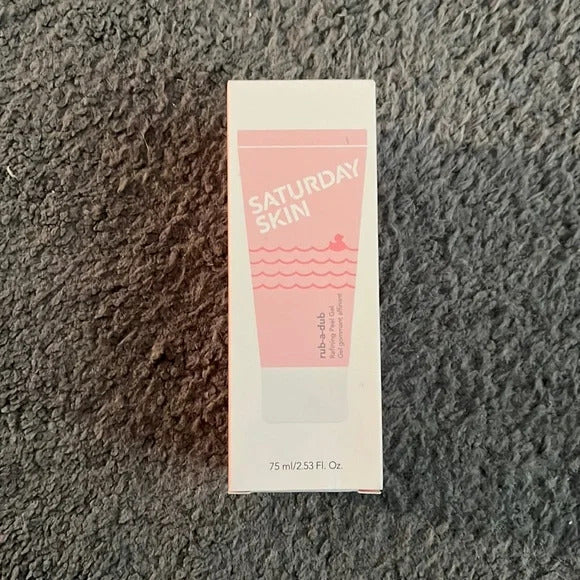 SATURDAY
SKIN
rub-a-dub
Refining Peel Gel
Gel gommant affinant
75 ml/2.53 Fl. Oz.